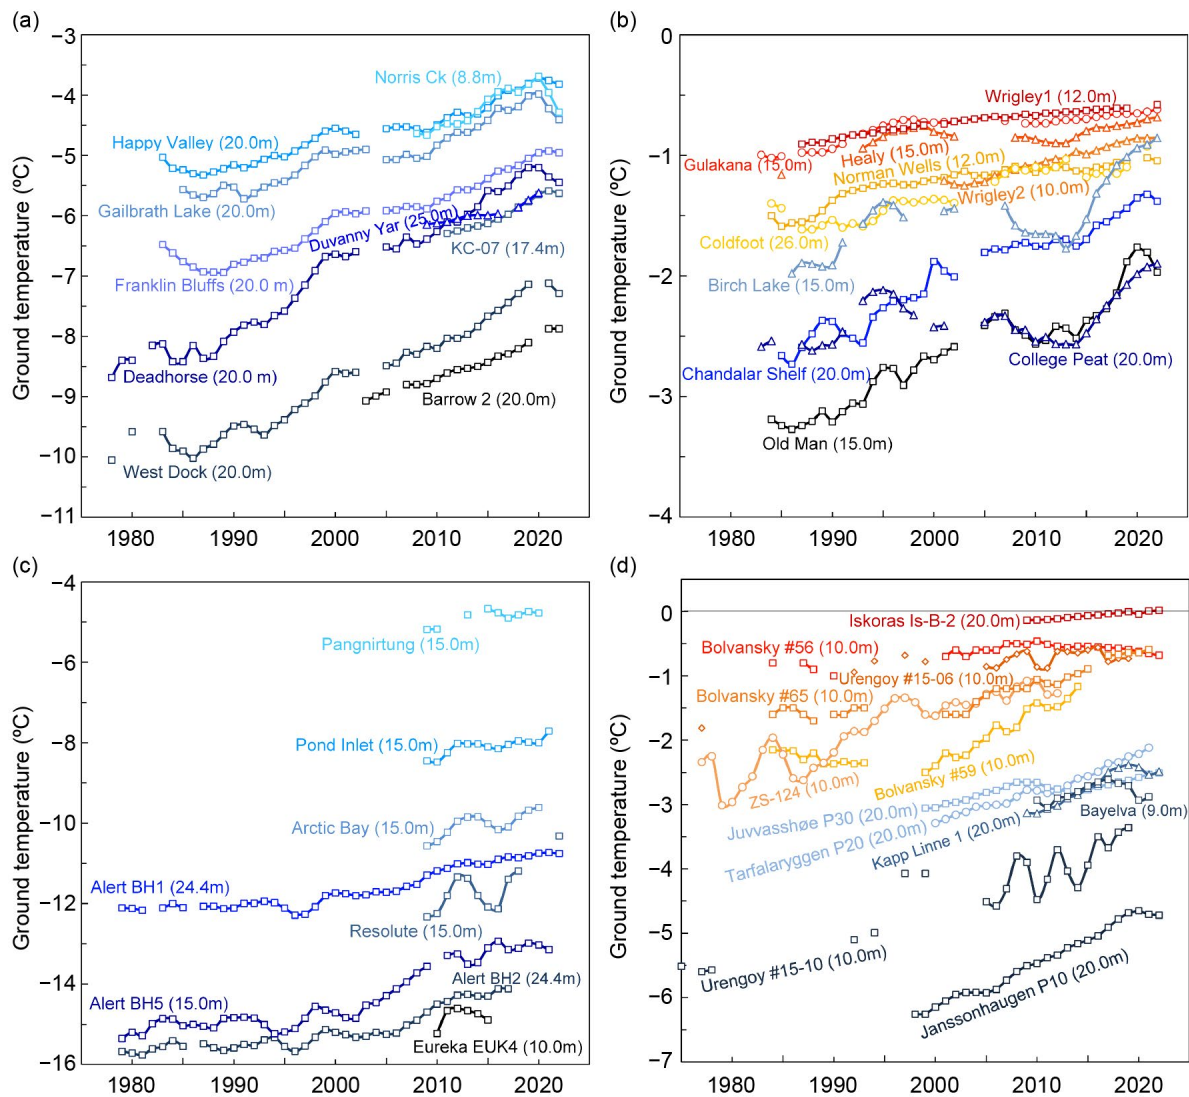 (a)
Ground temperature (ºC)
−3
−4
−5
−6
−7
−8
−9
−10
−11
Norris Ck (8.8m)
Happy Valley (20.0m)
Gailbrath Lake (20.0m)
Duvanny Yar (25.0m)
KC-07 (17.4m)
Franklin Bluffs (20.0 m)
Deadhorse (20.0 m)
Barrow 2 (20.0m)
West Dock (20.0m)
1980 1990 2000 2010 2020
(b)
Ground temperature (ºC)
0
−1
−2
−3
−4
Wrigley1 (12.0m)
Gulakana (15.0m)
Healy (15.0m)
Norman Wells (12.0m)
Wrigley2 (10.0m)
Coldfoot (26.0m)
Birch Lake (15.0m)
College Peat (20.0m)
Chandalar Shelf (20.0m)
Old Man (15.0m)
1980 1990 2000 2010 2020
(c)
Ground temperature (ºC)
−4
−6
−8
−10
−12
−14
−16
Pangnirtung (15.0m)
Pond Inlet (15.0m)
Arctic Bay (15.0m)
Alert BH1 (24.4m)
Resolute (15.0m)
Alert BH2 (24.4m)
Alert BH5 (15.0m)
Eureka EUK4 (10.0m)
1980 1990 2000 2010 2020
(d)
Ground temperature (ºC)
0
−1
−2
−3
−4
−5
−6
−7
Iskoras Is-B-2 (20.0m)
Bolvansky #56 (10.0m)
Urengoy #15-06 (10.0m)
Bolvansky #65 (10.0m)
ZS-124 (10.0m)
Bolvansky #59 (10.0m)
Juvvasshøe P30 (20.0m)
Bayelva (9.0m)
Tarfalaryggen P20 (20.0m)
Kapp Linne 1 (20.0m)
Urengoy #15-10 (10.0m)
Janssonhaugen P10 (20.0m)
1980 1990 2000 2010 2020